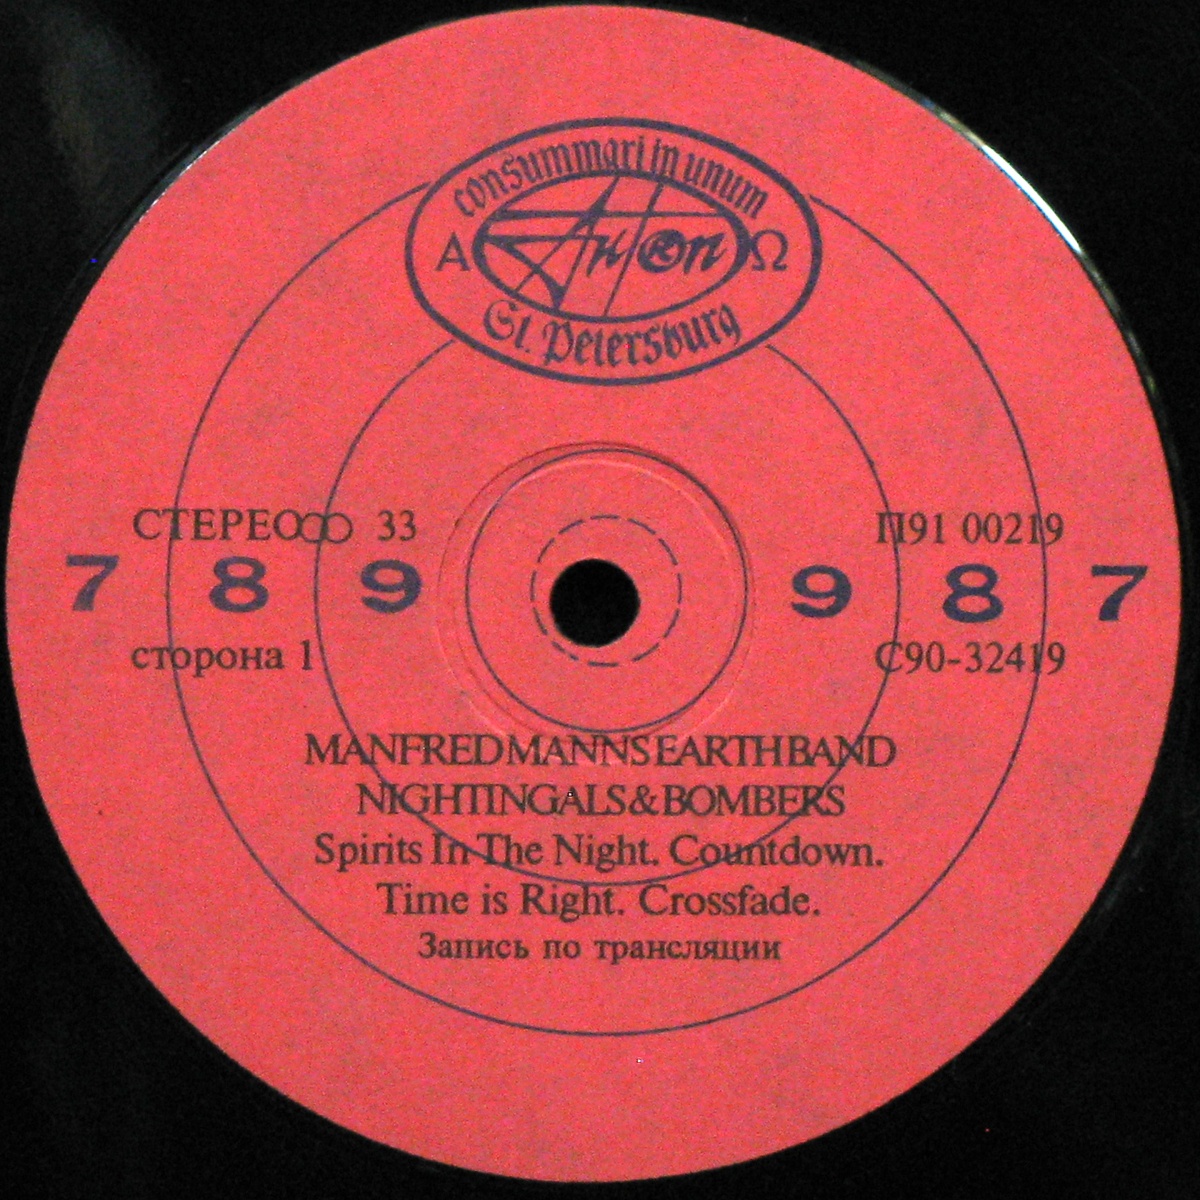 consummari in unum
Α AnTron Ω
St. Petersburg
СТЕРЕО 33 П91 00219
7 8 9 9 8 7
сторона 1 С90-32419
MANFRED MANNS EARTH BAND
NIGHTINGALS & BOMBERS
Spirits In The Night. Countdown.
Time is Right. Crossfade.
Запись по трансляции